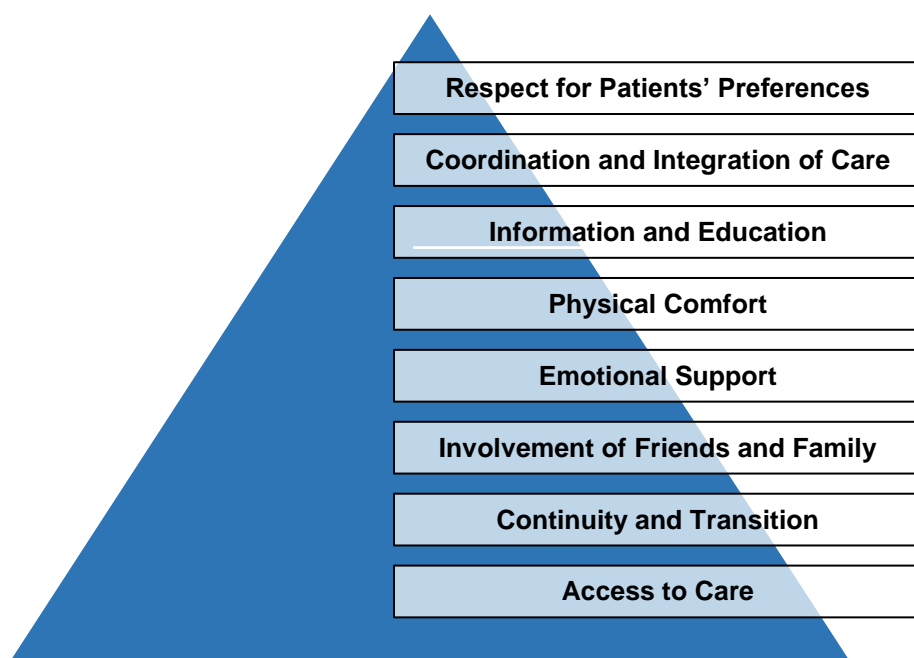 Respect for Patients’ Preferences
Coordination and Integration of Care
Information and Education
Physical Comfort
Emotional Support
Involvement of Friends and Family
Continuity and Transition
Access to Care